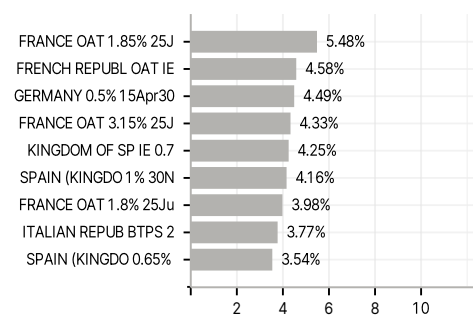 FRANCE OAT 1.85% 25J 5.48%
FRENCH REPUBL OAT IE 4.58%
GERMANY 0.5% 15Apr30 4.49%
FRANCE OAT 3.15% 25J 4.33%
KINGDOM OF SP IE 0.7 4.25%
SPAIN (KINGDO 1% 30N 4.16%
FRANCE OAT 1.8% 25Ju 3.98%
ITALIAN REPUB BTPS 2 3.77%
SPAIN (KINGDO 0.65% 3.54%
2 4 6 8 10